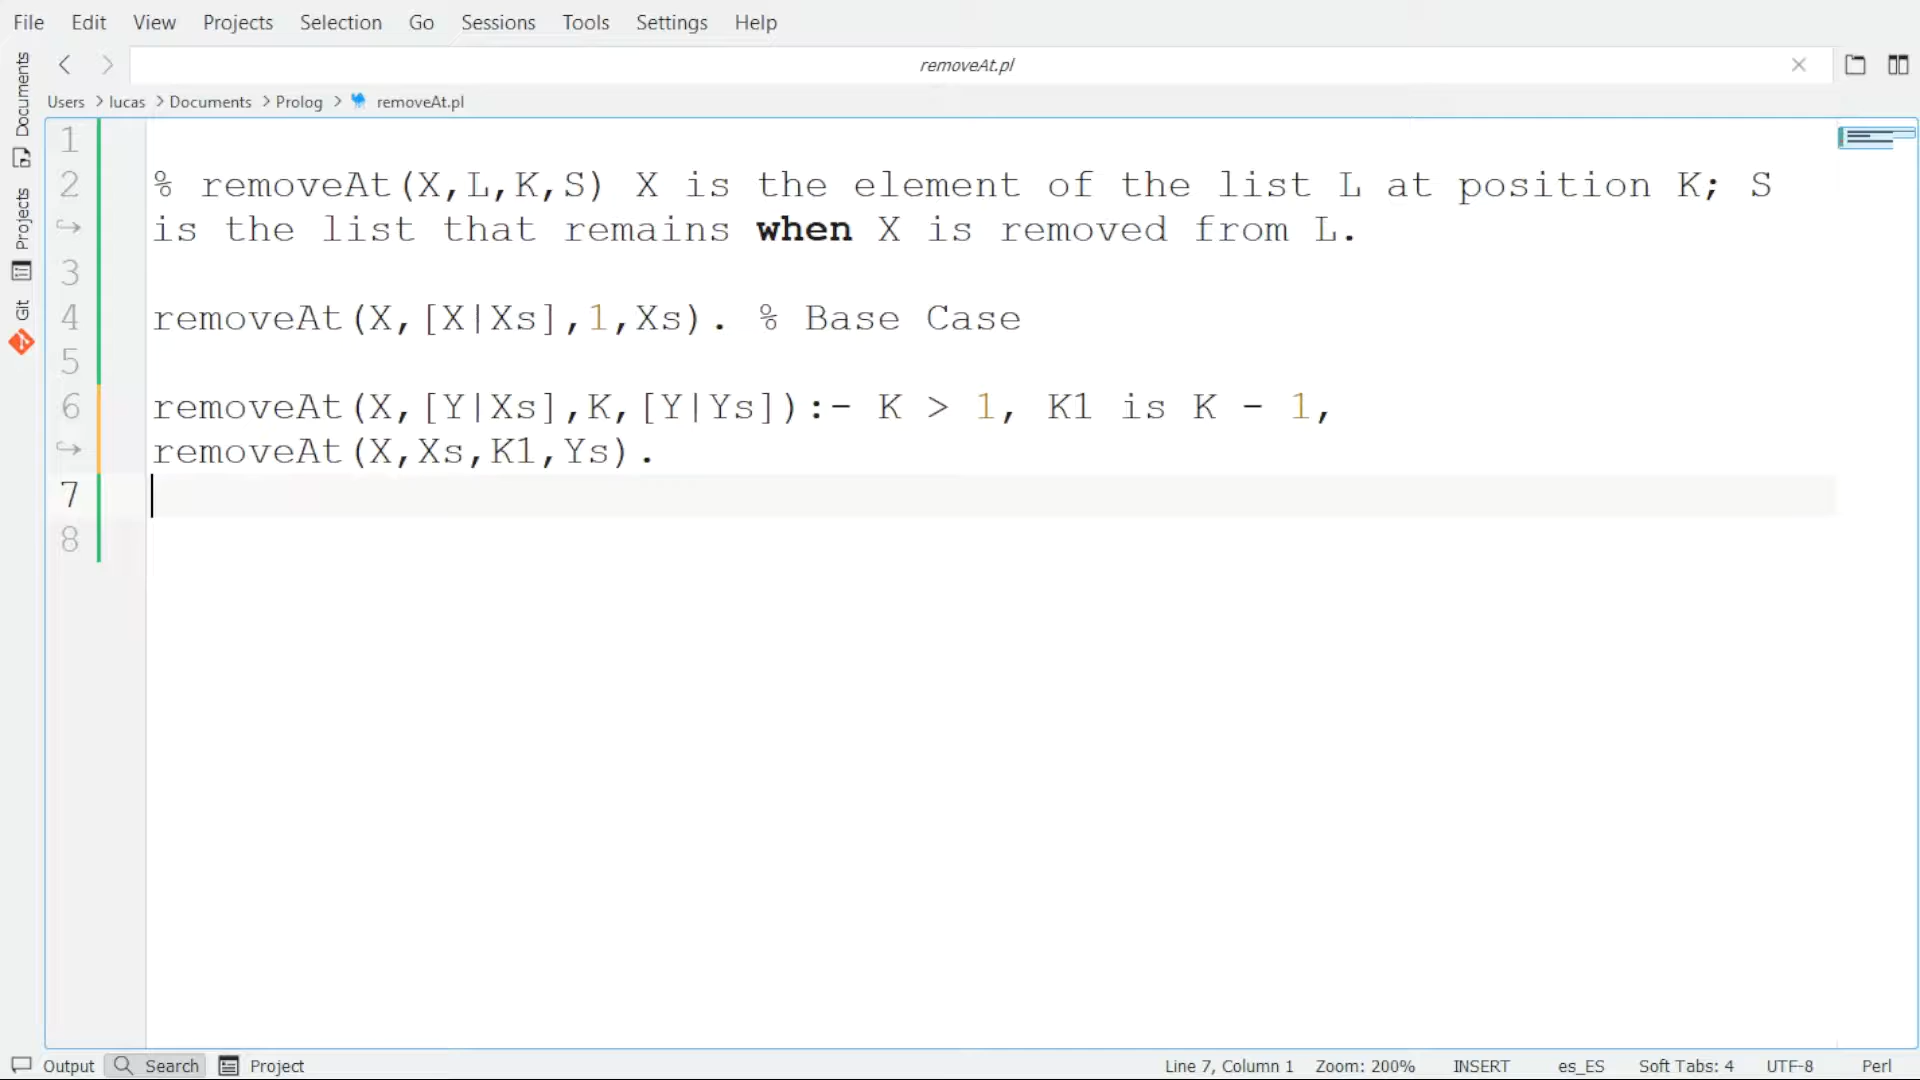 File Edit View Projects Selection Go Sessions Tools Settings Help
removeAt.pl
Users > lucas > Documents > Prolog > removeAt.pl
Documents
Projects
Git
1
2 % removeAt(X,L,K,S) X is the element of the list L at position K; S
is the list that remains when X is removed from L.
3
4 removeAt(X,[X|Xs],1,Xs). % Base Case
5
6 removeAt(X,[Y|Xs],K,[Y|Ys]):- K > 1, K1 is K - 1,
removeAt(X,Xs,K1,Ys).
7
8
Output Search Project Line 7, Column 1 Zoom: 200% INSERT es_ES Soft Tabs: 4 UTF-8 Perl